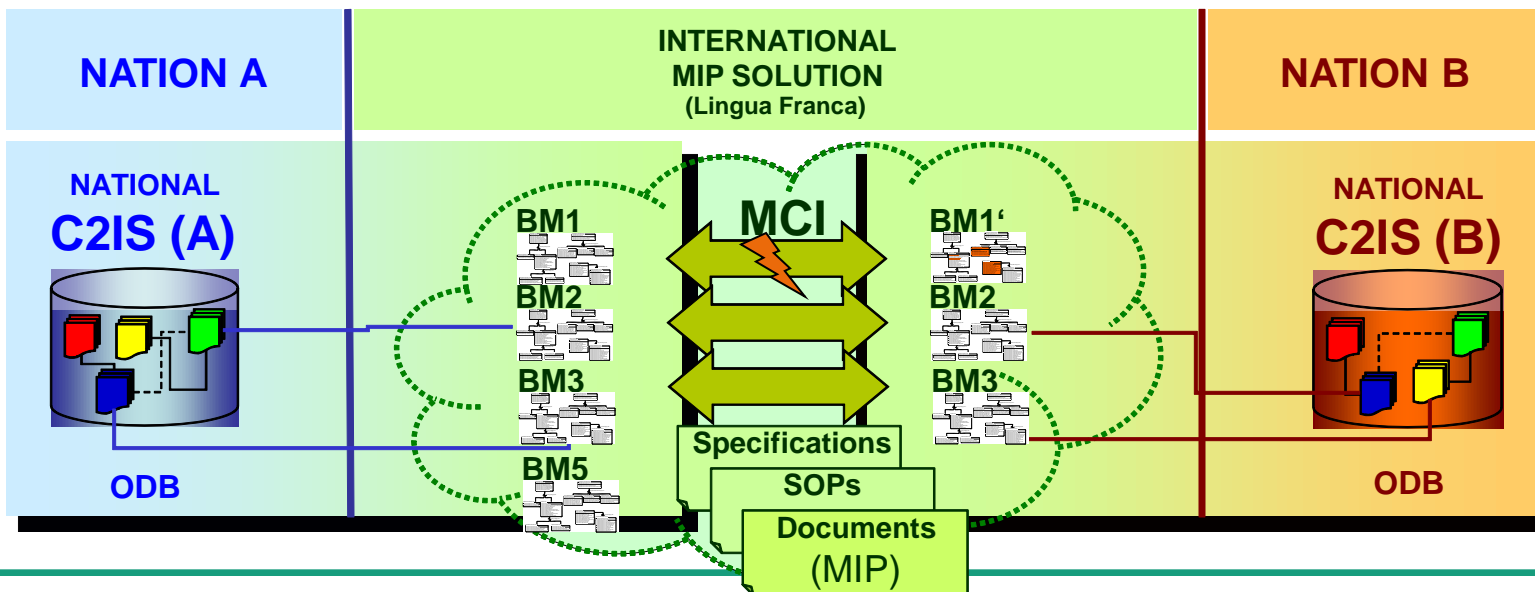 NATION A
INTERNATIONAL
MIP SOLUTION
(Lingua Franca)
NATION B
NATIONAL
C2IS (A)
ODB
BM1
BM2
BM3
BM5
MCI
BM1‘
BM2
BM3
Specifications
SOPs
Documents
(MIP)
NATIONAL
C2IS (B)
ODB